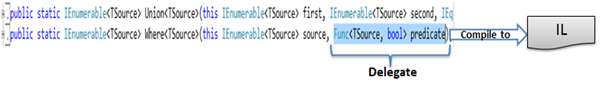 public static IEnumerable<TSource> Union<TSource>(this IEnumerable<TSource> first, IEnumerable<TSource> second, IEq
public static IEnumerable<TSource> Where<TSource>(this IEnumerable<TSource> source, Func<TSource, bool> predicate)
Compile to
IL
Delegate